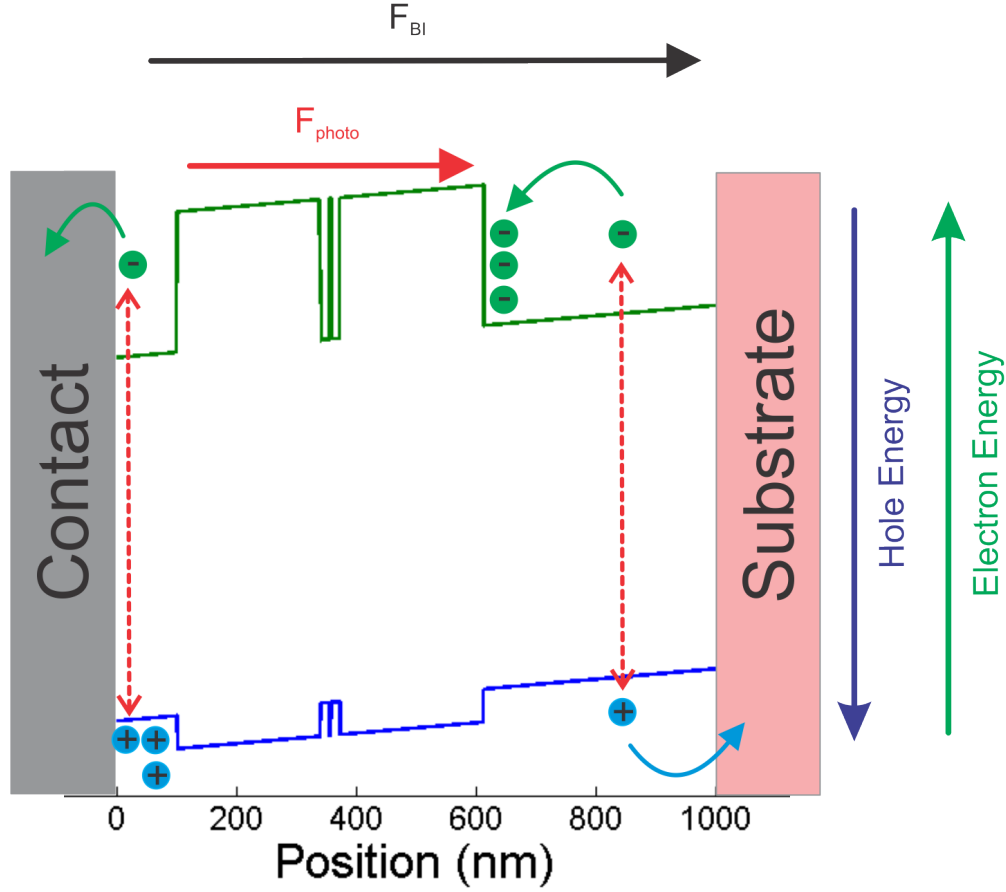 F_BI
F_photo
-
-
-
-
-
Contact
Substrate
Hole Energy
Electron Energy
+
+
+
+
0 200 400 600 800 1000
Position (nm)